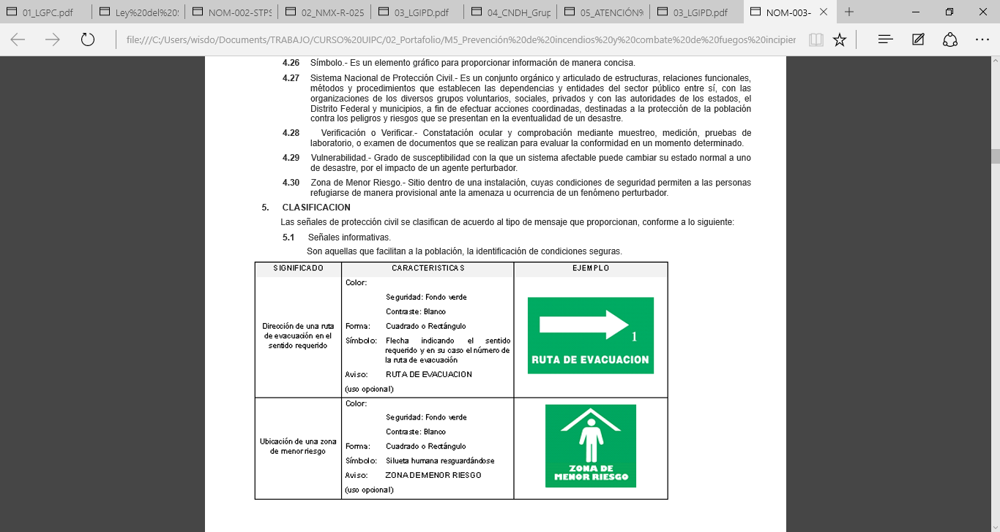 01_LGPC.pdf
Ley%20del%20:
NOM-002-STPS
02_NMX-R-025
03_LGIPD.pdf
04_CNDH_Grup
05_ATENCIÓN%
03_LGIPD.pdf
NOM-003-
file:///C:/Users/wisdo/Documents/TRABAJO/CURSO%20UIPC/02_Portafolio/M5_Prevención%20de%20incendios%20y%20combate%20de%20fuegos%20incipier
4.26 Símbolo.- Es un elemento gráfico para proporcionar información de manera concisa.
4.27 Sistema Nacional de Protección Civil.- Es un conjunto orgánico y articulado de estructuras, relaciones funcionales,
métodos y procedimientos que establecen las dependencias y entidades del sector público entre sí, con las
organizaciones de los diversos grupos voluntarios, sociales, privados y con las autoridades de los estados, el
Distrito Federal y municipios, a fin de efectuar acciones coordinadas, destinadas a la protección de la población
contra los peligros y riesgos que se presentan en la eventualidad de un desastre.
4.28 Verificación o Verificar.- Constatación ocular y comprobación mediante muestreo, medición, pruebas de
laboratorio, o examen de documentos que se realizan para evaluar la conformidad en un momento determinado.
4.29 Vulnerabilidad.- Grado de susceptibilidad con la que un sistema afectable puede cambiar su estado normal a uno
de desastre, por el impacto de un agente perturbador.
4.30 Zona de Menor Riesgo.- Sitio dentro de una instalación, cuyas condiciones de seguridad permiten a las personas
refugiarse de manera provisional ante la amenaza u ocurrencia de un fenómeno perturbador.
5. CLASIFICACION
Las señales de protección civil se clasifican de acuerdo al tipo de mensaje que proporcionan, conforme a lo siguiente:
5.1 Señales informativas.
Son aquellas que facilitan a la población, la identificación de condiciones seguras.
SIGNIFICADO CARACTERISTICAS EJEMPLO
Dirección de una ruta
de evacuación en el
sentido requerido
Color:
Seguridad: Fondo verde
Contraste: Blanco
Forma: Cuadrado o Rectángulo
Símbolo: Flecha indicando el sentido
requerido y en su caso el número de
la ruta de evacuación
Aviso: RUTA DE EVACUACION
(uso opcional)
1
RUTA DE EVACUACION
Ubicación de una zona
de menor riesgo
Color:
Seguridad: Fondo verde
Contraste: Blanco
Forma: Cuadrado o Rectángulo
Símbolo: Silueta humana resguardándose
Aviso: ZONA DE MENOR RIESGO
(uso opcional)
ZONA DE
MENOR RIESGO